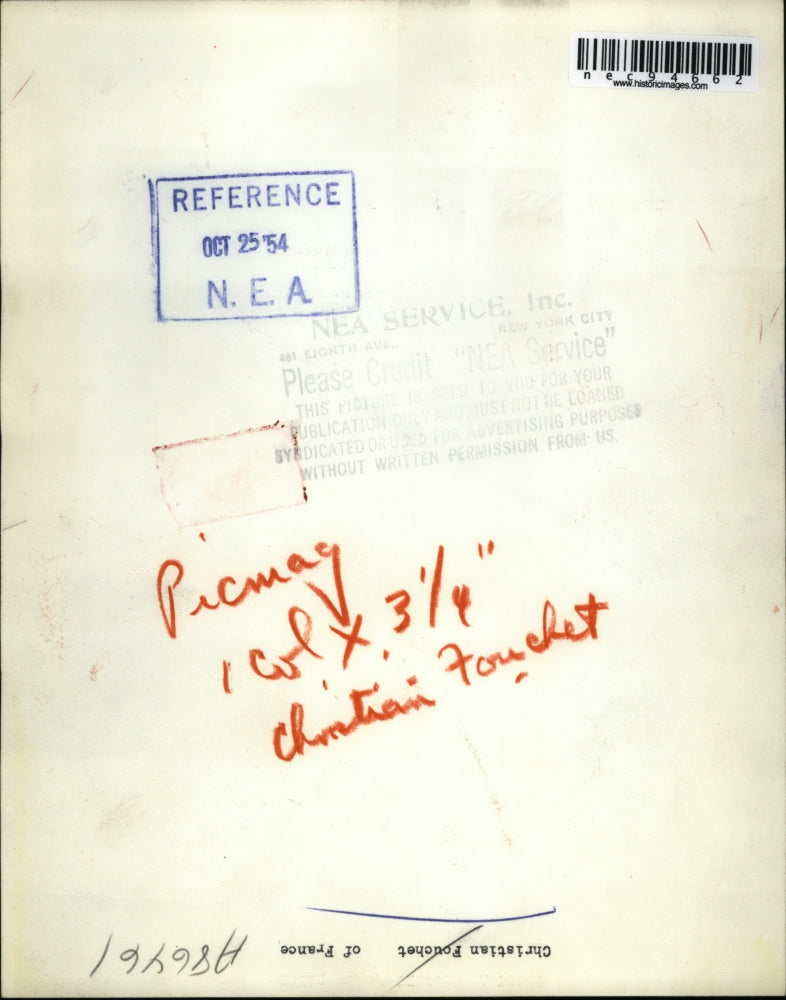 nec94662
www.historicimages.com
REFERENCE
OCT 25 '54
N. E. A.
NEA SERVICE, Inc.
461 EIGHTH AVE., NEW YORK CITY
Please Credit "NEA Service"
THIS PICTURE IS SOLD TO YOU FOR YOUR
PUBLICATION ONLY AND MUST NOT BE LOANED
SYNDICATED OR USED FOR ADVERTISING PURPOSES
WITHOUT WRITTEN PERMISSION FROM US.
Picmag
1 col X 3 1/4"
Christian Fouchet
Christian Fouchet of France